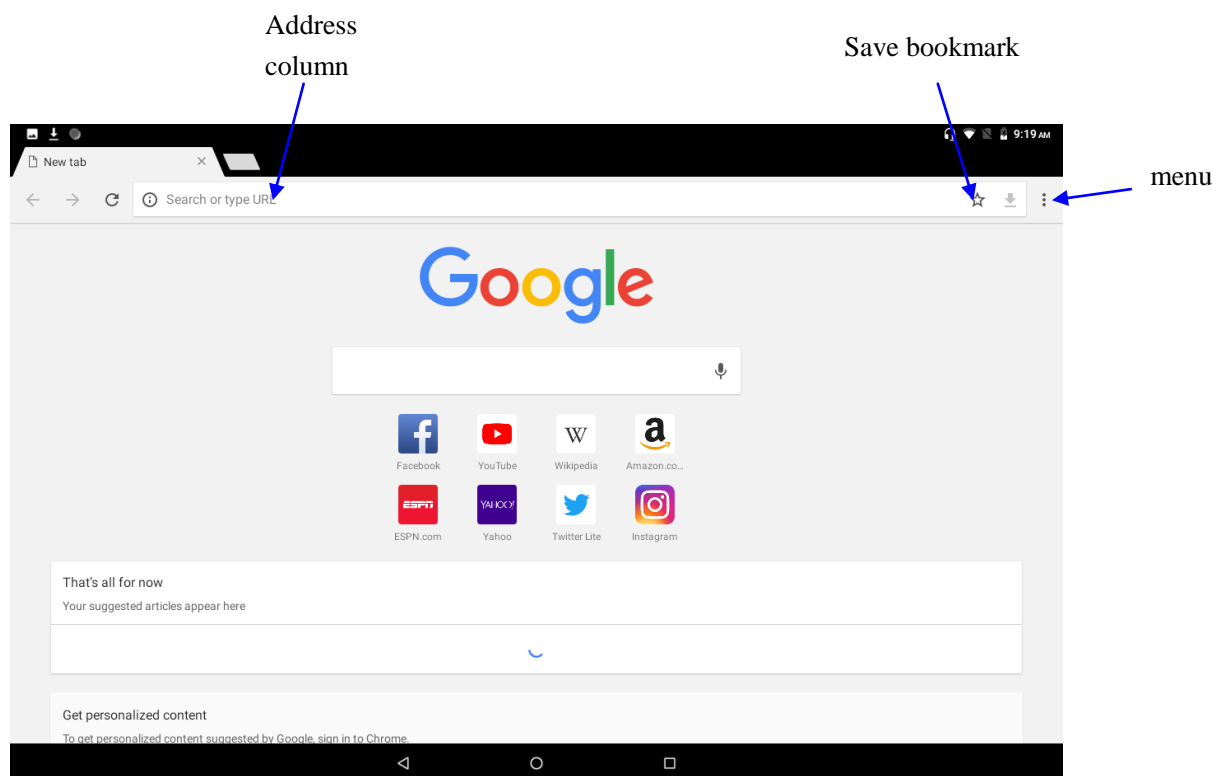 Address
column
Save bookmark
menu
9:19 AM
New tab
Search or type URL
Google
Facebook YouTube Wikipedia Amazon.co...
ESPN YAHOO!
ESPN.com Yahoo Twitter Lite Instagram
That's all for now
Your suggested articles appear here
Get personalized content
To get personalized content suggested by Google, sign in to Chrome.